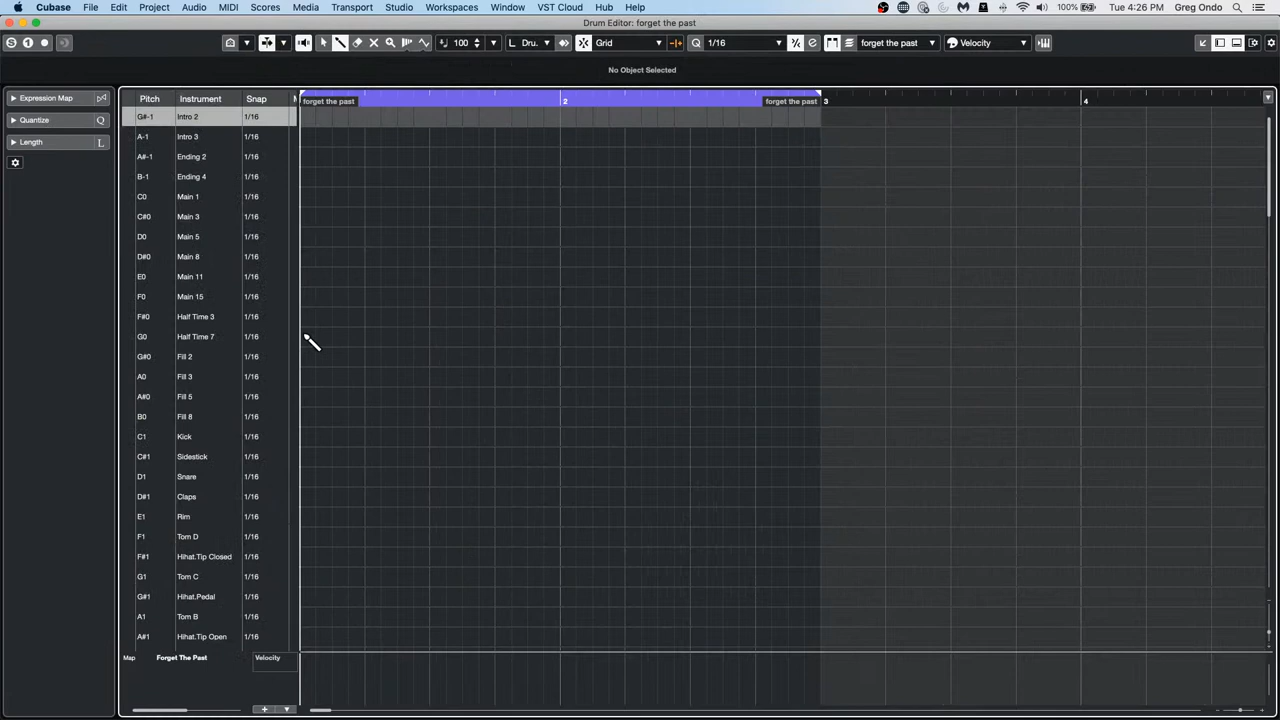 Cubase File Edit Project Audio MIDI Scores Media Transport Studio Workspaces Window VST Cloud Hub Help 100% Tue 4:26 PM Greg Ondo
Drum Editor: forget the past
100 L Dru. Grid Q 1/16 forget the past Velocity
No Object Selected
Expression Map
Quantize Q
Length L
Pitch Instrument Snap
forget the past 2 forget the past 3 4
G#-1 Intro 2 1/16
A-1 Intro 3 1/16
A#-1 Ending 2 1/16
B-1 Ending 4 1/16
C0 Main 1 1/16
C#0 Main 3 1/16
D0 Main 5 1/16
D#0 Main 8 1/16
E0 Main 11 1/16
F0 Main 15 1/16
F#0 Half Time 3 1/16
G0 Half Time 7 1/16
G#0 Fill 2 1/16
A0 Fill 3 1/16
A#0 Fill 5 1/16
B0 Fill 8 1/16
C1 Kick 1/16
C#1 Sidestick 1/16
D1 Snare 1/16
D#1 Claps 1/16
E1 Rim 1/16
F1 Tom D 1/16
F#1 Hihat.Tip Closed 1/16
G1 Tom C 1/16
G#1 Hihat.Pedal 1/16
A1 Tom B 1/16
A#1 Hihat.Tip Open 1/16
Map Forget The Past Velocity